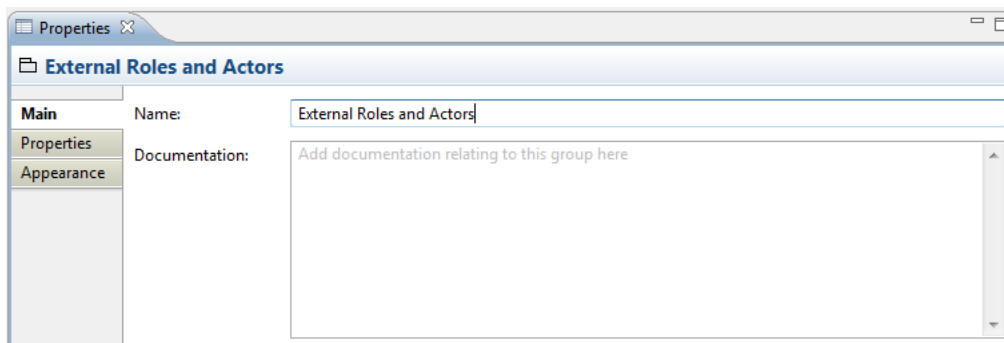 Properties
External Roles and Actors
Main
Name:
External Roles and Actors
Properties
Documentation:
Add documentation relating to this group here
Appearance